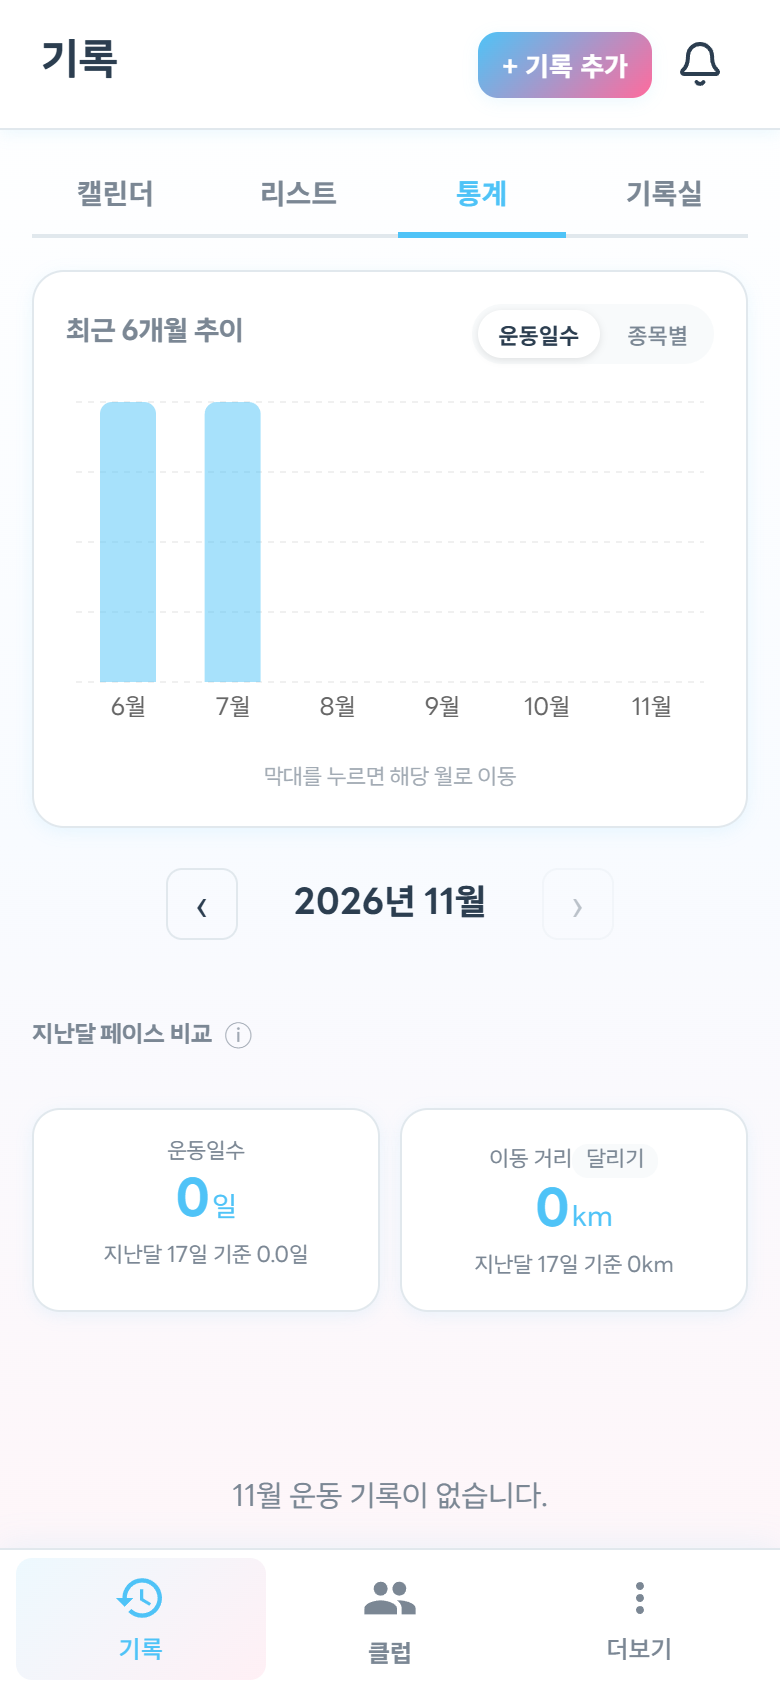 기록
+ 기록 추가
캘린더 리스트 통계 기록실
최근 6개월 추이
운동일수 종목별
6월 7월 8월 9월 10월 11월
막대를 누르면 해당 월로 이동
‹ 2026년 11월 ›
지난달 페이스 비교 ⓘ
운동일수
0일
지난달 17일 기준 0.0일
이동 거리 달리기
0km
지난달 17일 기준 0km
11월 운동 기록이 없습니다.
기록 클럽 더보기